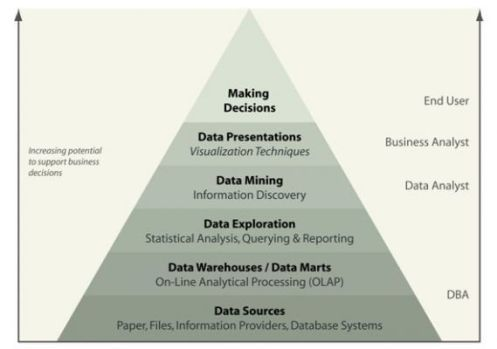 Making
Decisions
End User
Data Presentations
Visualization Techniques
Business Analyst
Increasing potential
to support business
decisions
Data Mining
Information Discovery
Data Analyst
Data Exploration
Statistical Analysis, Querying & Reporting
Data Warehouses / Data Marts
On-Line Analytical Processing (OLAP)
DBA
Data Sources
Paper, Files, Information Providers, Database Systems